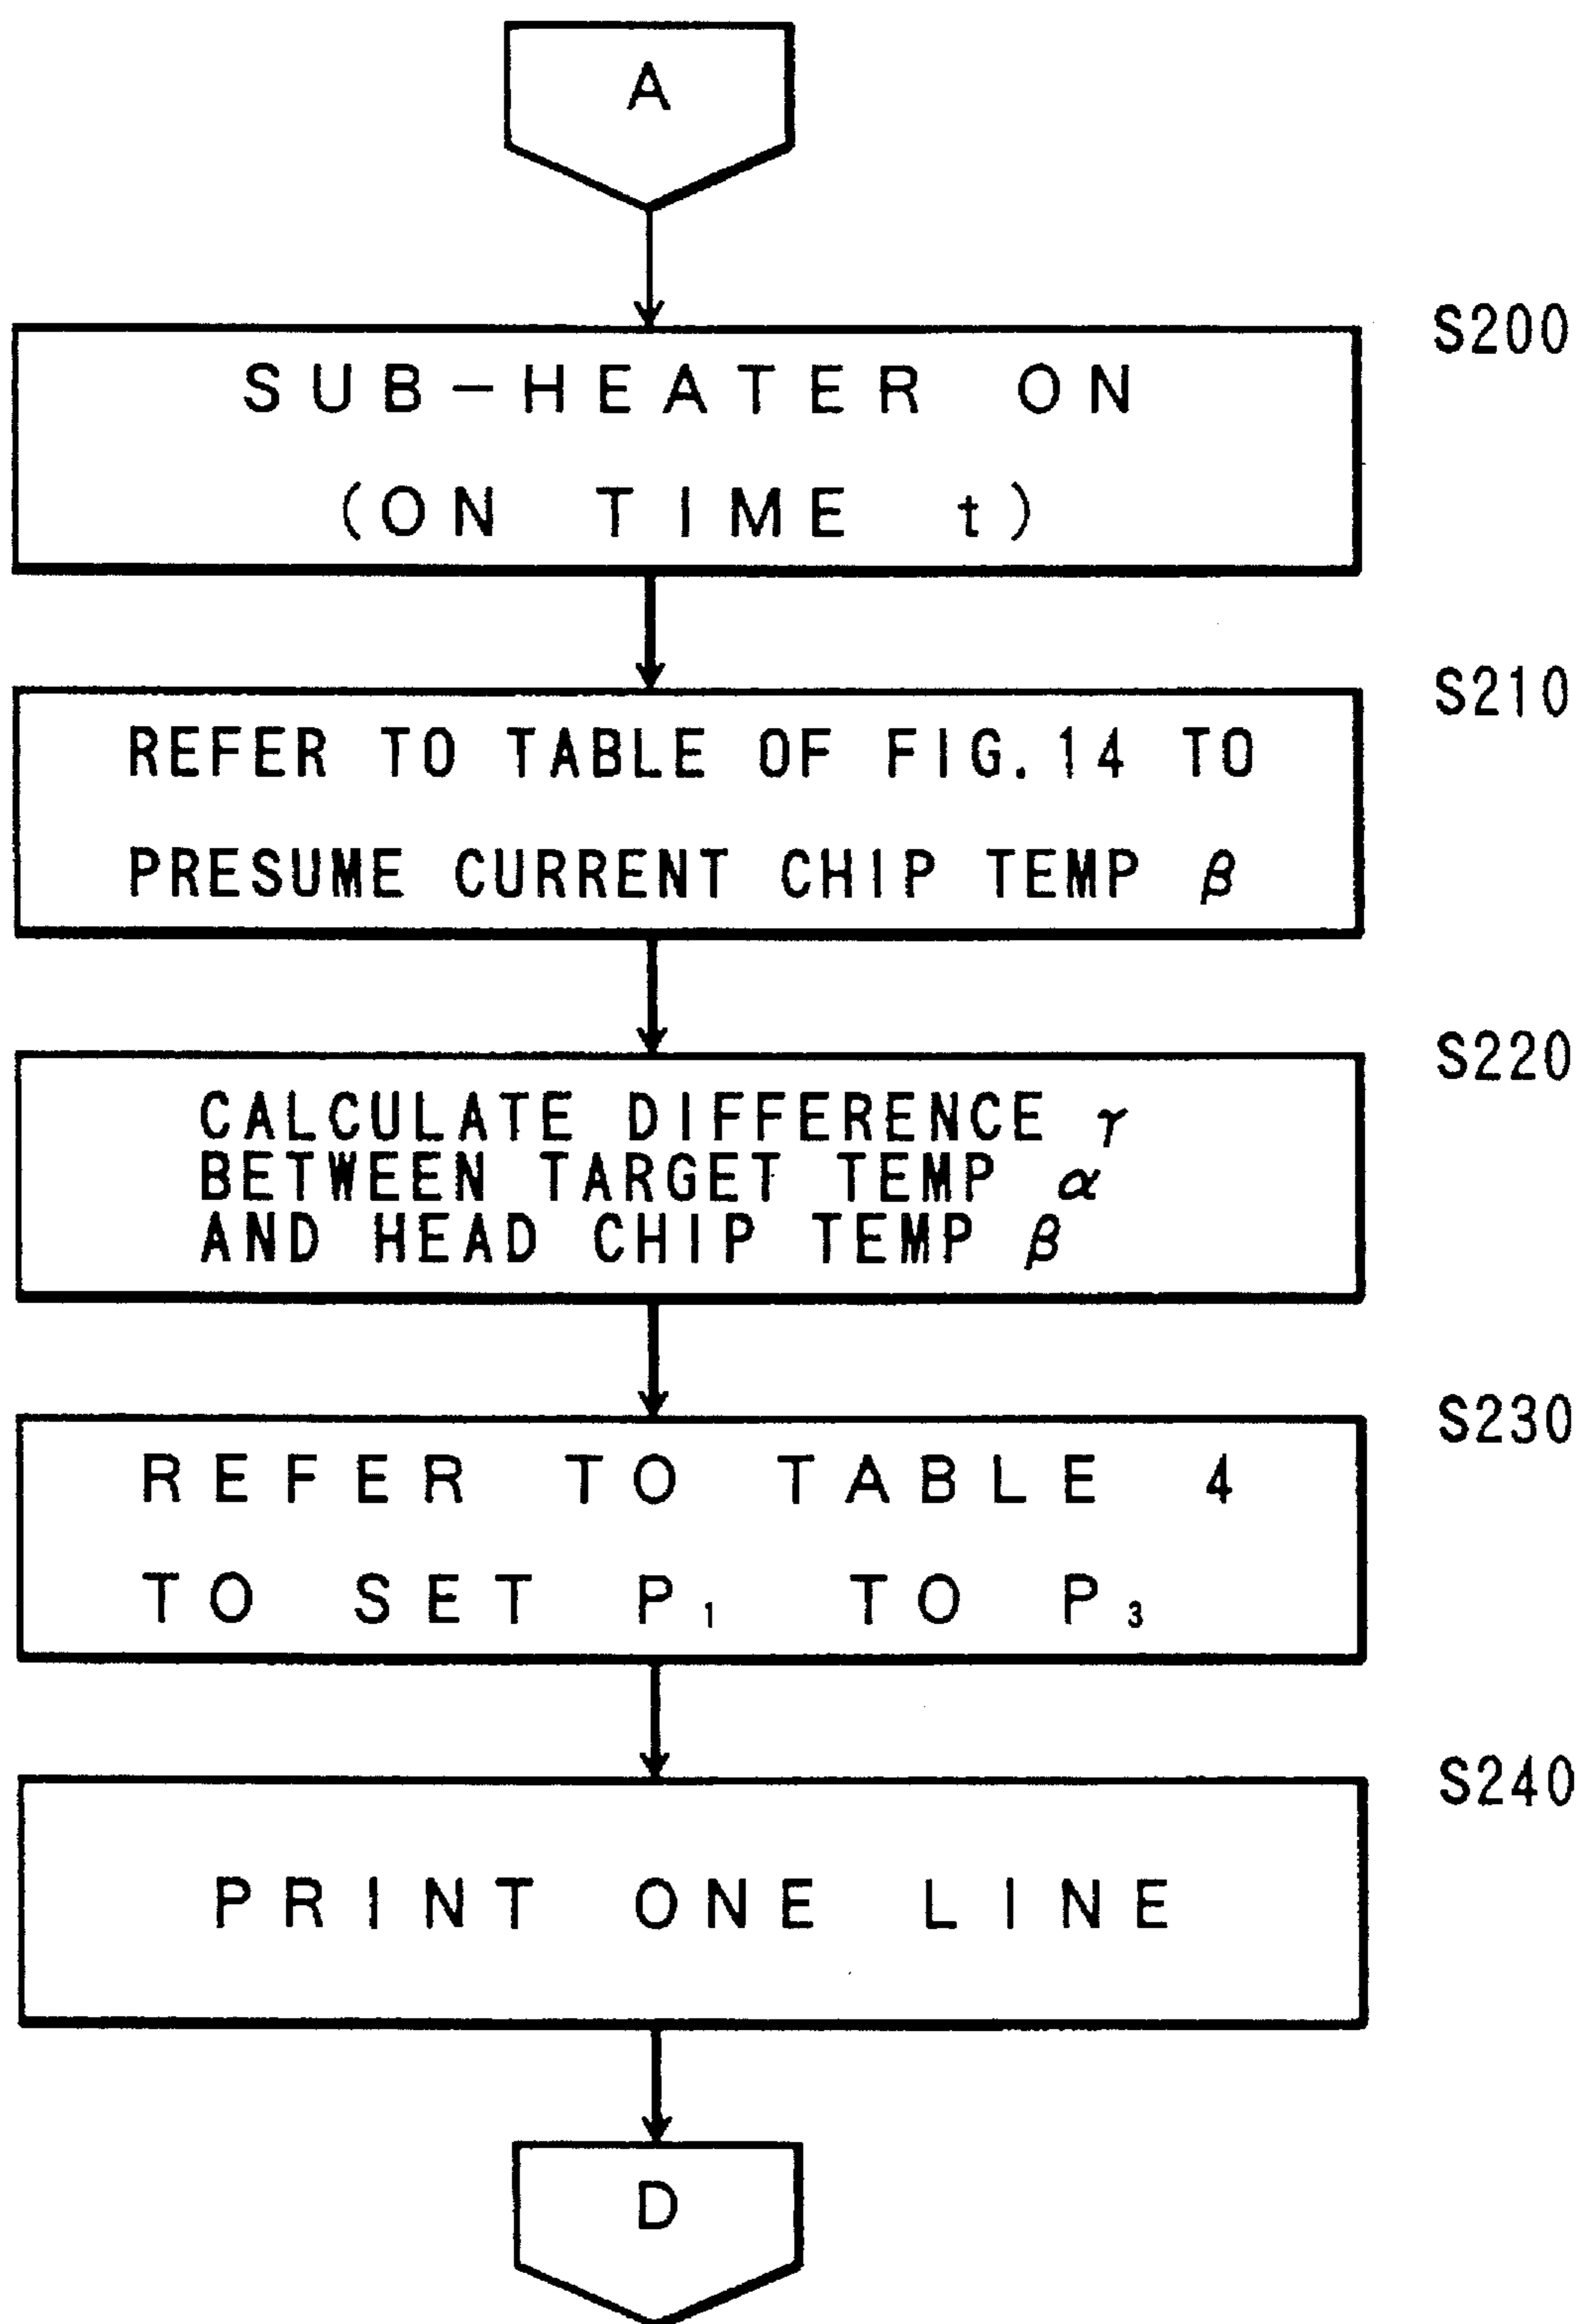 A
S200
SUB-HEATER ON
(ON TIME t)
S210
REFER TO TABLE OF FIG.14 TO
PRESUME CURRENT CHIP TEMP β
S220
CALCULATE DIFFERENCE γ
BETWEEN TARGET TEMP α
AND HEAD CHIP TEMP β
S230
REFER TO TABLE 4
TO SET P₁ TO P₃
S240
PRINT ONE LINE
D